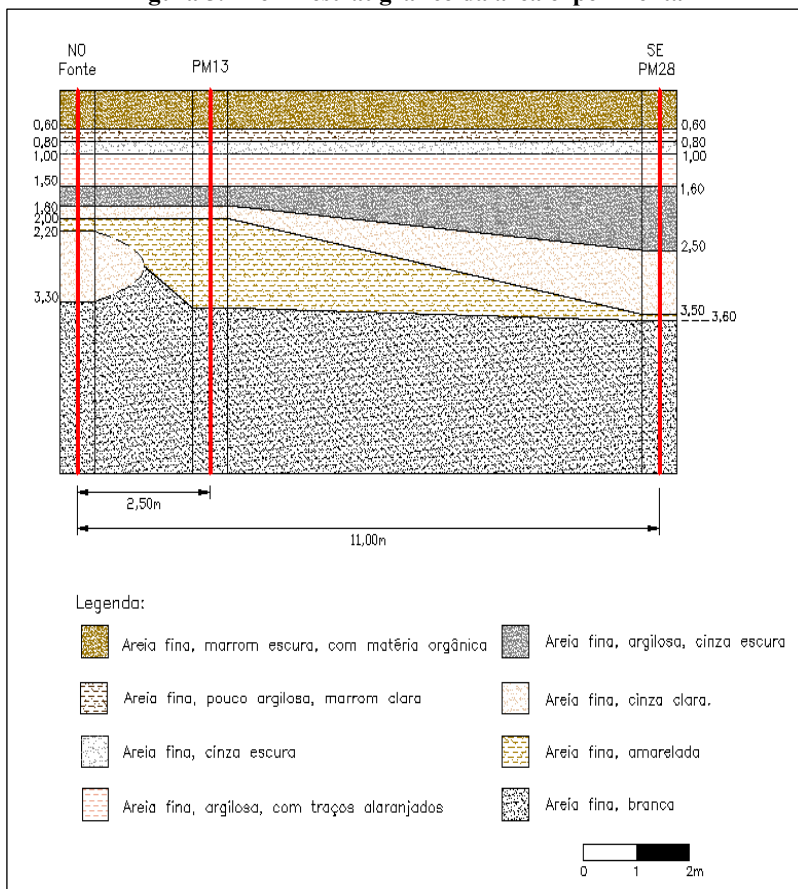 NO
Fonte
PM13
SE
PM28
0,60
0,80
1,00
1,50
1,80
2,00
2,20
3,30
0,60
0,80
1,00
1,60
2,50
3,50
3,60
2,50m
11,00m
Legenda:
Areia fina, marrom escura, com matéria orgânica
Areia fina, pouco argilosa, marrom clara
Areia fina, cinza escura
Areia fina, argilosa, com traços alaranjados
Areia fina, argilosa, cinza escura
Areia fina, cinza clara.
Areia fina, amarelada
Areia fina, branca
0 1 2m